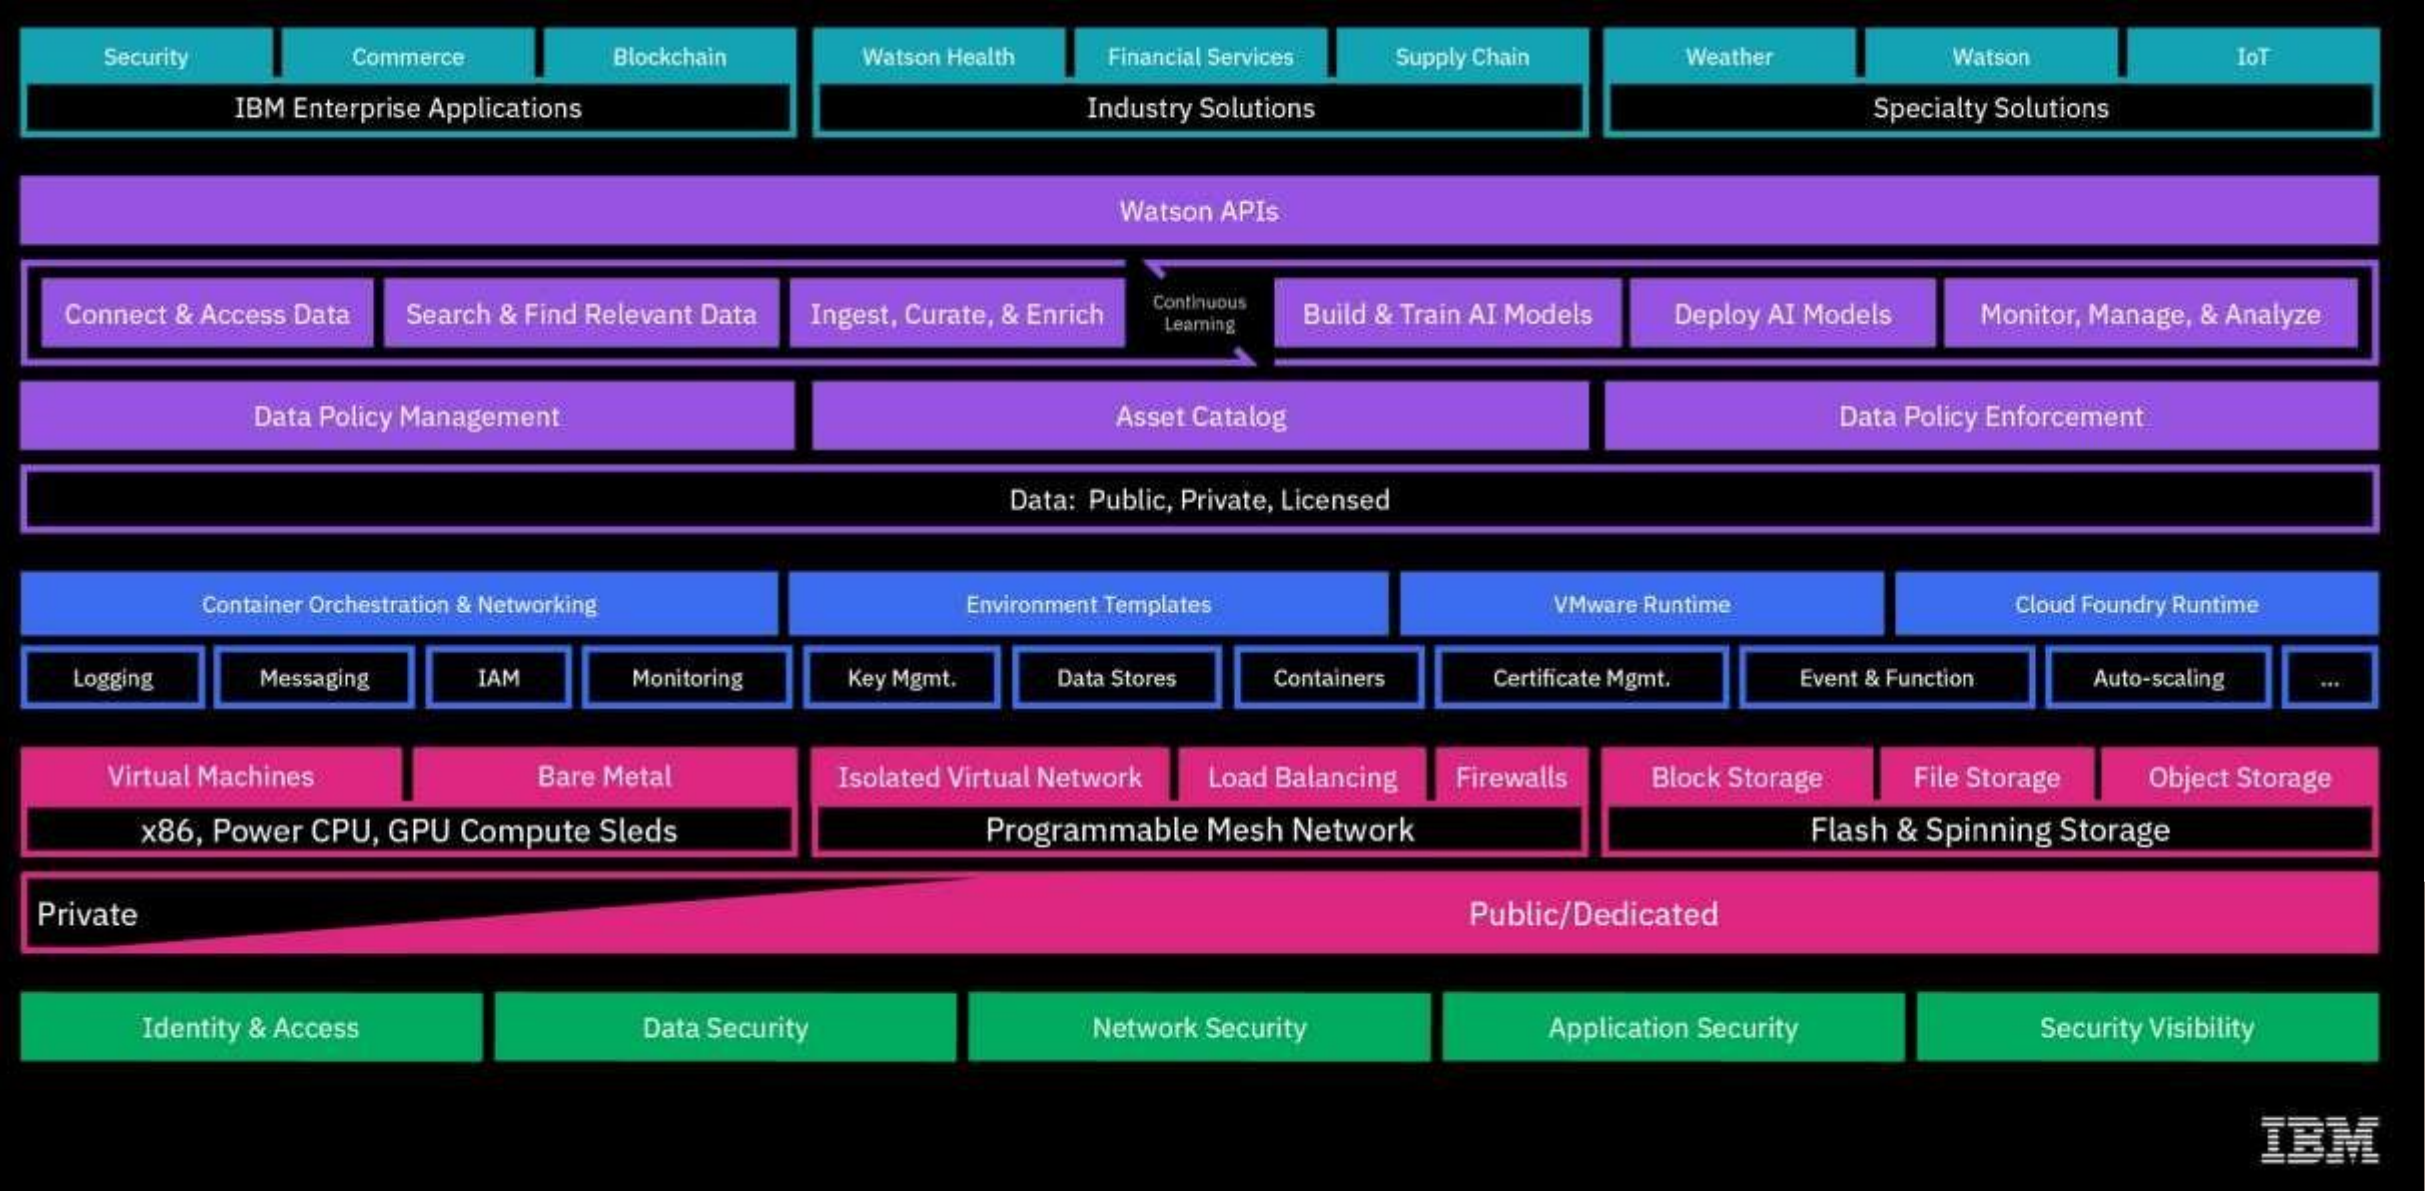 Security Commerce Blockchain Watson Health Financial Services Supply Chain Weather Watson IoT
IBM Enterprise Applications Industry Solutions Specialty Solutions
Watson APIs
Connect & Access Data Search & Find Relevant Data Ingest, Curate, & Enrich
Continuous
Learning
Build & Train AI Models Deploy AI Models Monitor, Manage, & Analyze
Data Policy Management Asset Catalog Data Policy Enforcement
Data: Public, Private, Licensed
Container Orchestration & Networking Environment Templates VMware Runtime Cloud Foundry Runtime
Logging Messaging IAM Monitoring Key Mgmt. Data Stores Containers Certificate Mgmt. Event & Function Auto-scaling ...
Virtual Machines Bare Metal Isolated Virtual Network Load Balancing Firewalls Block Storage File Storage Object Storage
x86, Power CPU, GPU Compute Sleds Programmable Mesh Network Flash & Spinning Storage
Private Public/Dedicated
Identity & Access Data Security Network Security Application Security Security Visibility
IBM